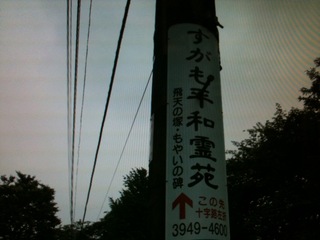 すがも平和霊苑
飛天の塚・もやいの碑
この先
十字路左折
3949-4600